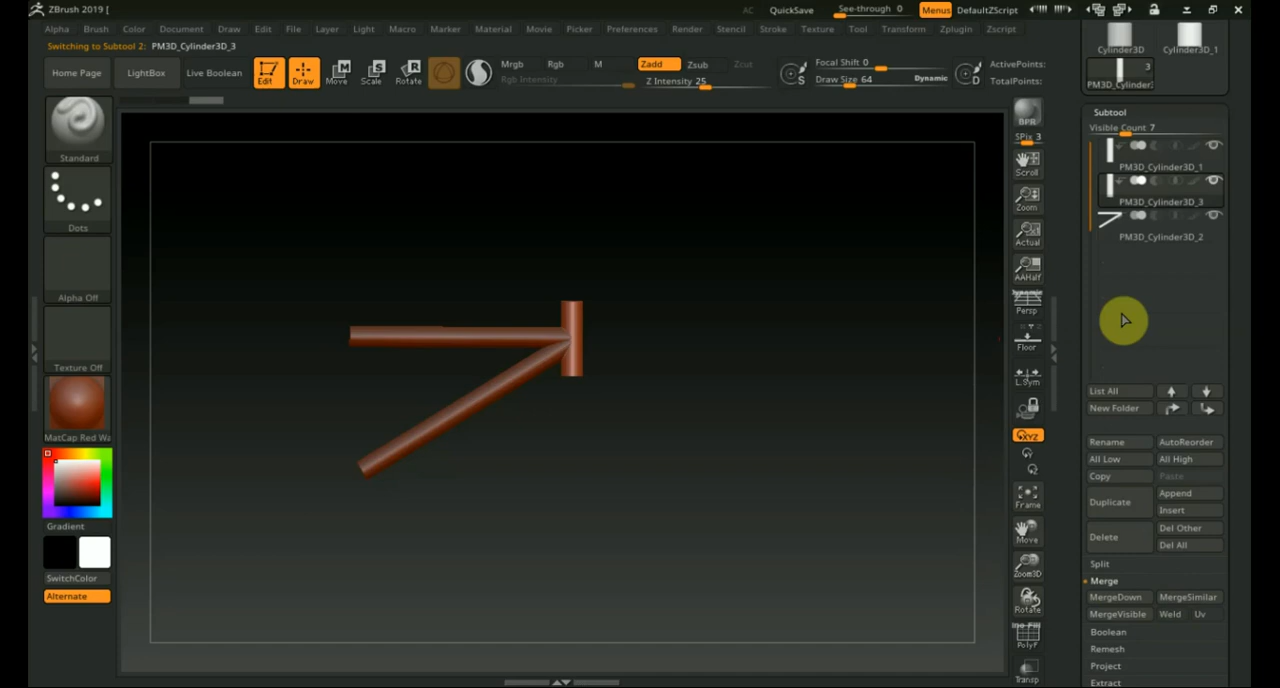 ZBrush 2019 [
AC QuickSave See-through 0 Menus DefaultZScript
Alpha Brush Color Document Draw Edit File Layer Light Macro Marker Material Movie Picker Preferences Render Stencil Stroke Texture Tool Transform Zplugin Zscript
Switching to Subtool 2: PM3D_Cylinder3D_3
Home Page LightBox Live Boolean Edit Draw Move Scale Rotate
Mrgb Rgb M Zadd Zsub Zcut Focal Shift 0 ActivePoints:
Rgb Intensity Z Intensity 25 S Draw Size 64 Dynamic D TotalPoints:
Standard
Dots
Alpha Off
Texture Off
MatCap Red Wa
Gradient
SwitchColor
Alternate
BPR
SPix 3
Scroll
Zoom
Actual
AAHalf
Dynamic
Persp
Floor
L.Sym
XYZ
Frame
Move
Zoom3D
Rotate
PolyF
Transp
Cylinder3D Cylinder3D_1
3
PM3D_Cylinder:
Subtool
Visible Count 7
PM3D_Cylinder3D_1
PM3D_Cylinder3D_3
PM3D_Cylinder3D_2
List All
New Folder
Rename AutoReorder
All Low All High
Copy Paste
Duplicate Append
Insert
Delete Del Other
Del All
Split
Merge
MergeDown MergeSimilar
MergeVisible Weld Uv
Boolean
Remesh
Project
Extract